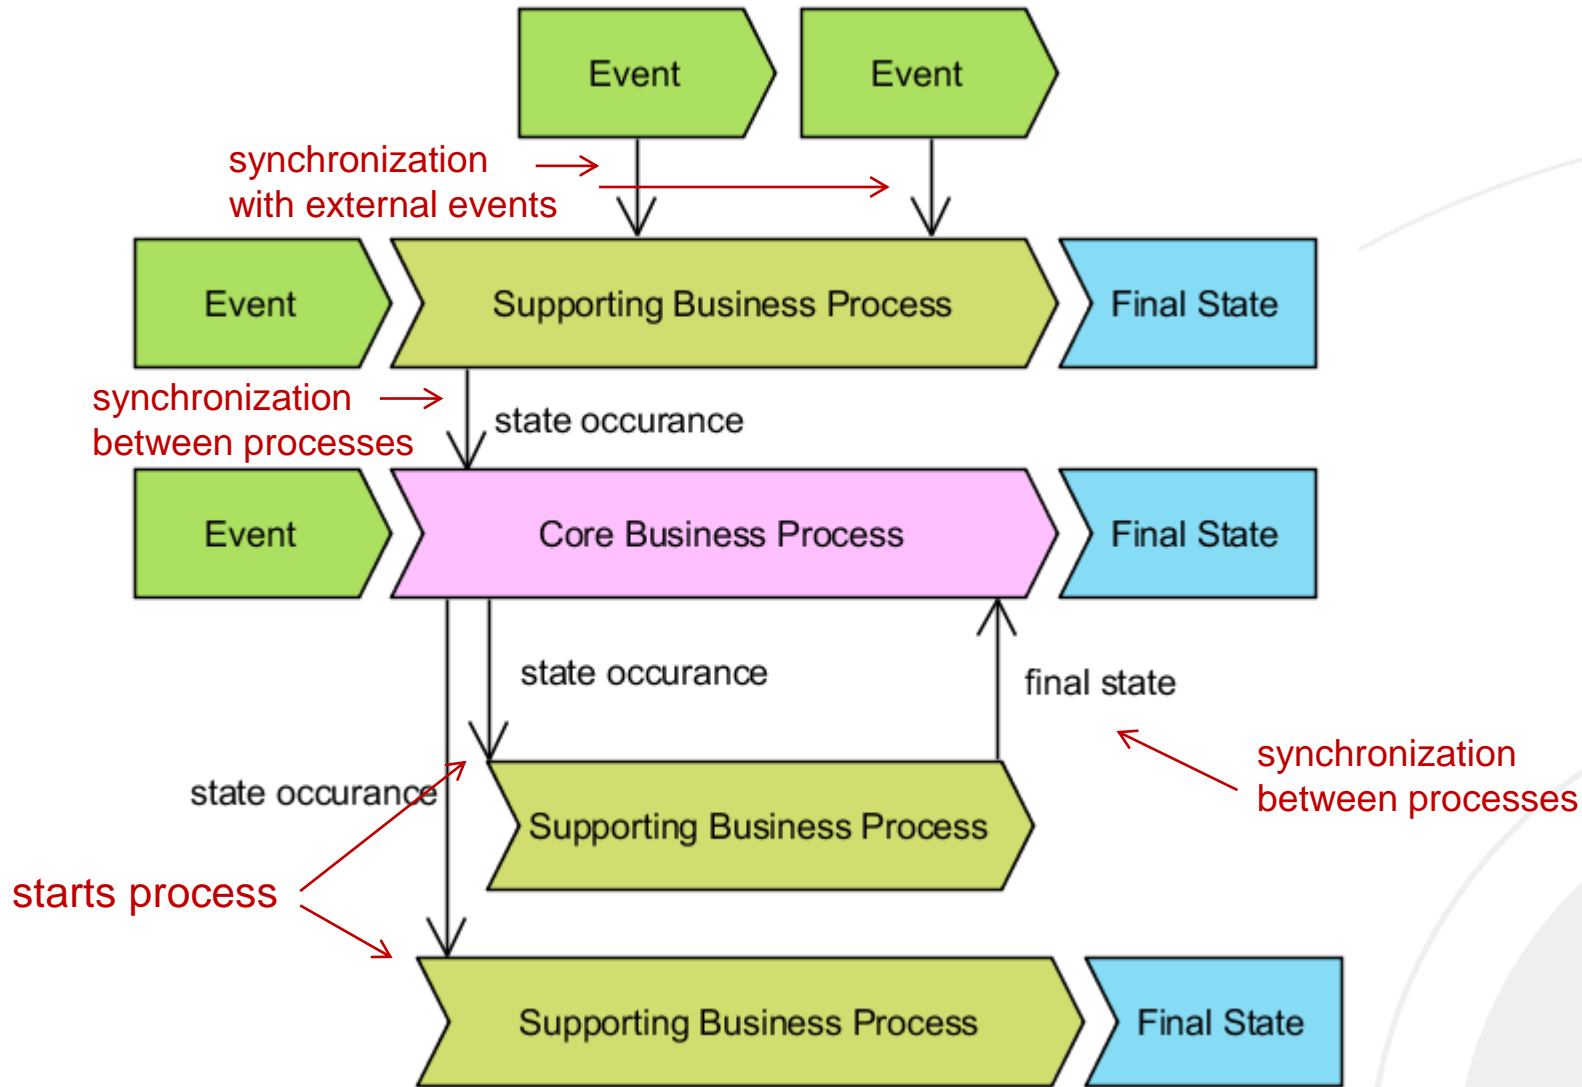 Event
Event
synchronization
with external events
Event
Supporting Business Process
Final State
synchronization
between processes
state occurance
Event
Core Business Process
Final State
state occurance
final state
synchronization
between processes
state occurance
Supporting Business Process
starts process
Supporting Business Process
Final State